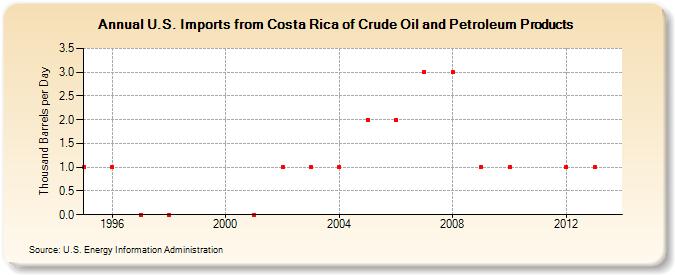 Annual U.S. Imports from Costa Rica of Crude Oil and Petroleum Products
Thousand Barrels per Day
3.5
3.0
2.5
2.0
1.5
1.0
0.5
0.0
1996 2000 2004 2008 2012
Source: U.S. Energy Information Administration